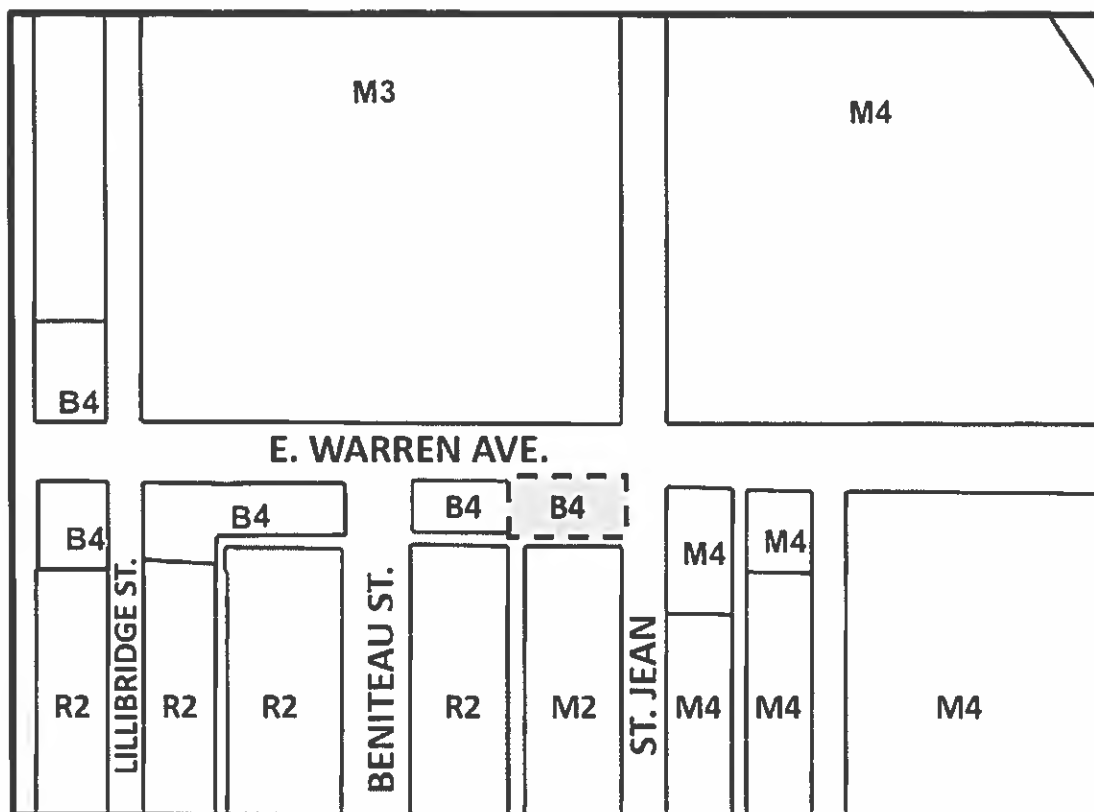 M3
M4
B4
E. WARREN AVE.
B4
B4
B4
B4
M4
M4
LILLIBRIDGE ST.
BENITEAU ST.
ST. JEAN
R2
R2
R2
R2
M2
M4
M4
M4